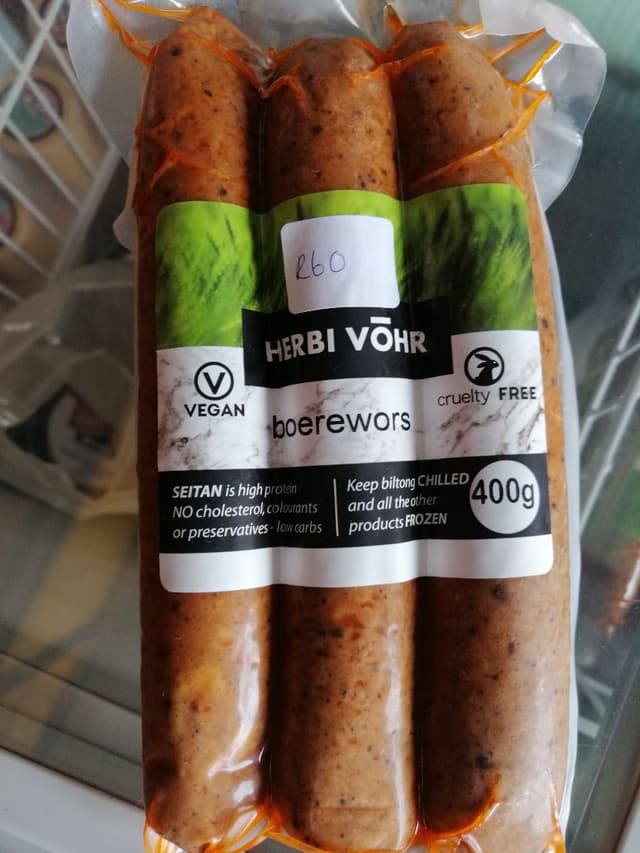 R60
HERBI VŌHR
V
VEGAN
cruelty FREE
boerewors
SEITAN is high protein
NO cholesterol, colourants
or preservatives - low carbs
Keep biltong CHILLED
and all the other
products FROZEN
400g